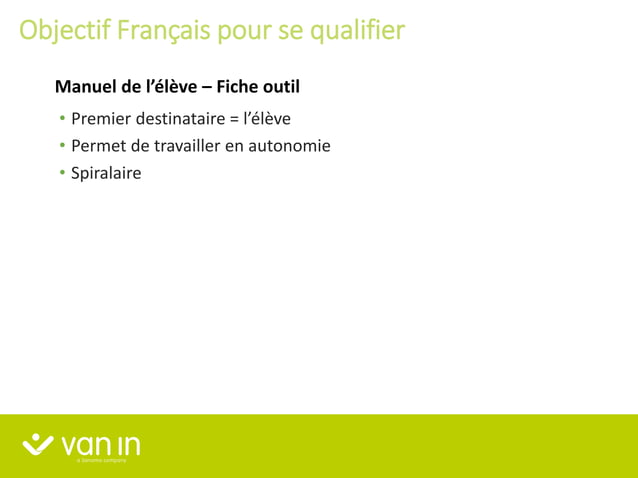 Objectif Français pour se qualifier
Manuel de l’élève – Fiche outil
• Premier destinataire = l’élève
• Permet de travailler en autonomie
• Spiralaire
van in
a sanoma company